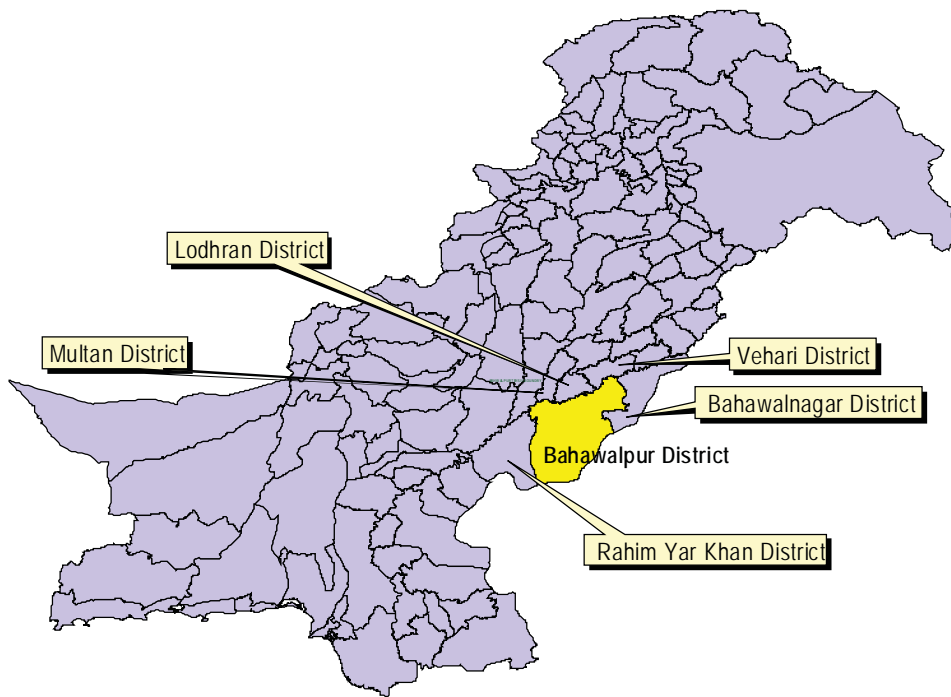 Lodhran District
Multan District
Vehari District
Bahawalnagar District
Bahawalpur District
Rahim Yar Khan District